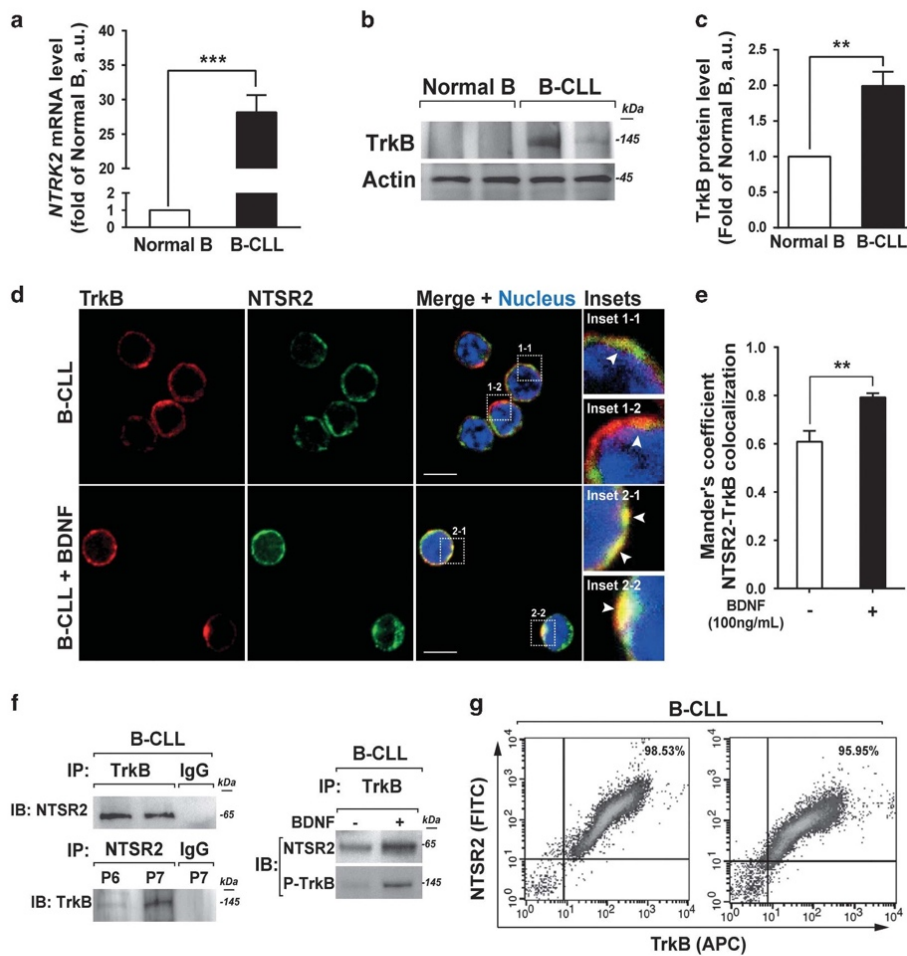 a
NTRK2 mRNA level
(fold of Normal B, a.u.)
40
35
30
25
20
2
1
0
***
Normal B
B-CLL
b
Normal B
B-CLL
kDa
TrkB
-145
Actin
-45
c
TrkB protein level
(Fold of Normal B, a.u.)
2.5
2.0
1.5
1.0
0.5
0.0
**
Normal B
B-CLL
d
TrkB
NTSR2
Merge + Nucleus
Insets
B-CLL
1-1
1-2
Inset 1-1
Inset 1-2
B-CLL + BDNF
2-1
2-2
Inset 2-1
Inset 2-2
e
Mander's coefficient
NTSR2-TrkB colocalization
1.0
0.8
0.6
0.4
0.2
0.0
**
BDNF - +
(100ng/mL)
f
B-CLL
IP: TrkB IgG
kDa
IB: NTSR2
-65
IP: NTSR2 IgG
P6 P7 P7
kDa
IB: TrkB
-145
B-CLL
IP: TrkB
BDNF - +
kDa
IB:
NTSR2
-65
P-TrkB
-145
g
B-CLL
NTSR2 (FITC)
10⁴
10³
10²
10¹
10⁰
98.53%
10⁰ 10¹ 10² 10³ 10⁴
10⁴
10³
10²
10¹
10⁰
95.95%
10⁰ 10¹ 10² 10³ 10⁴
TrkB (APC)